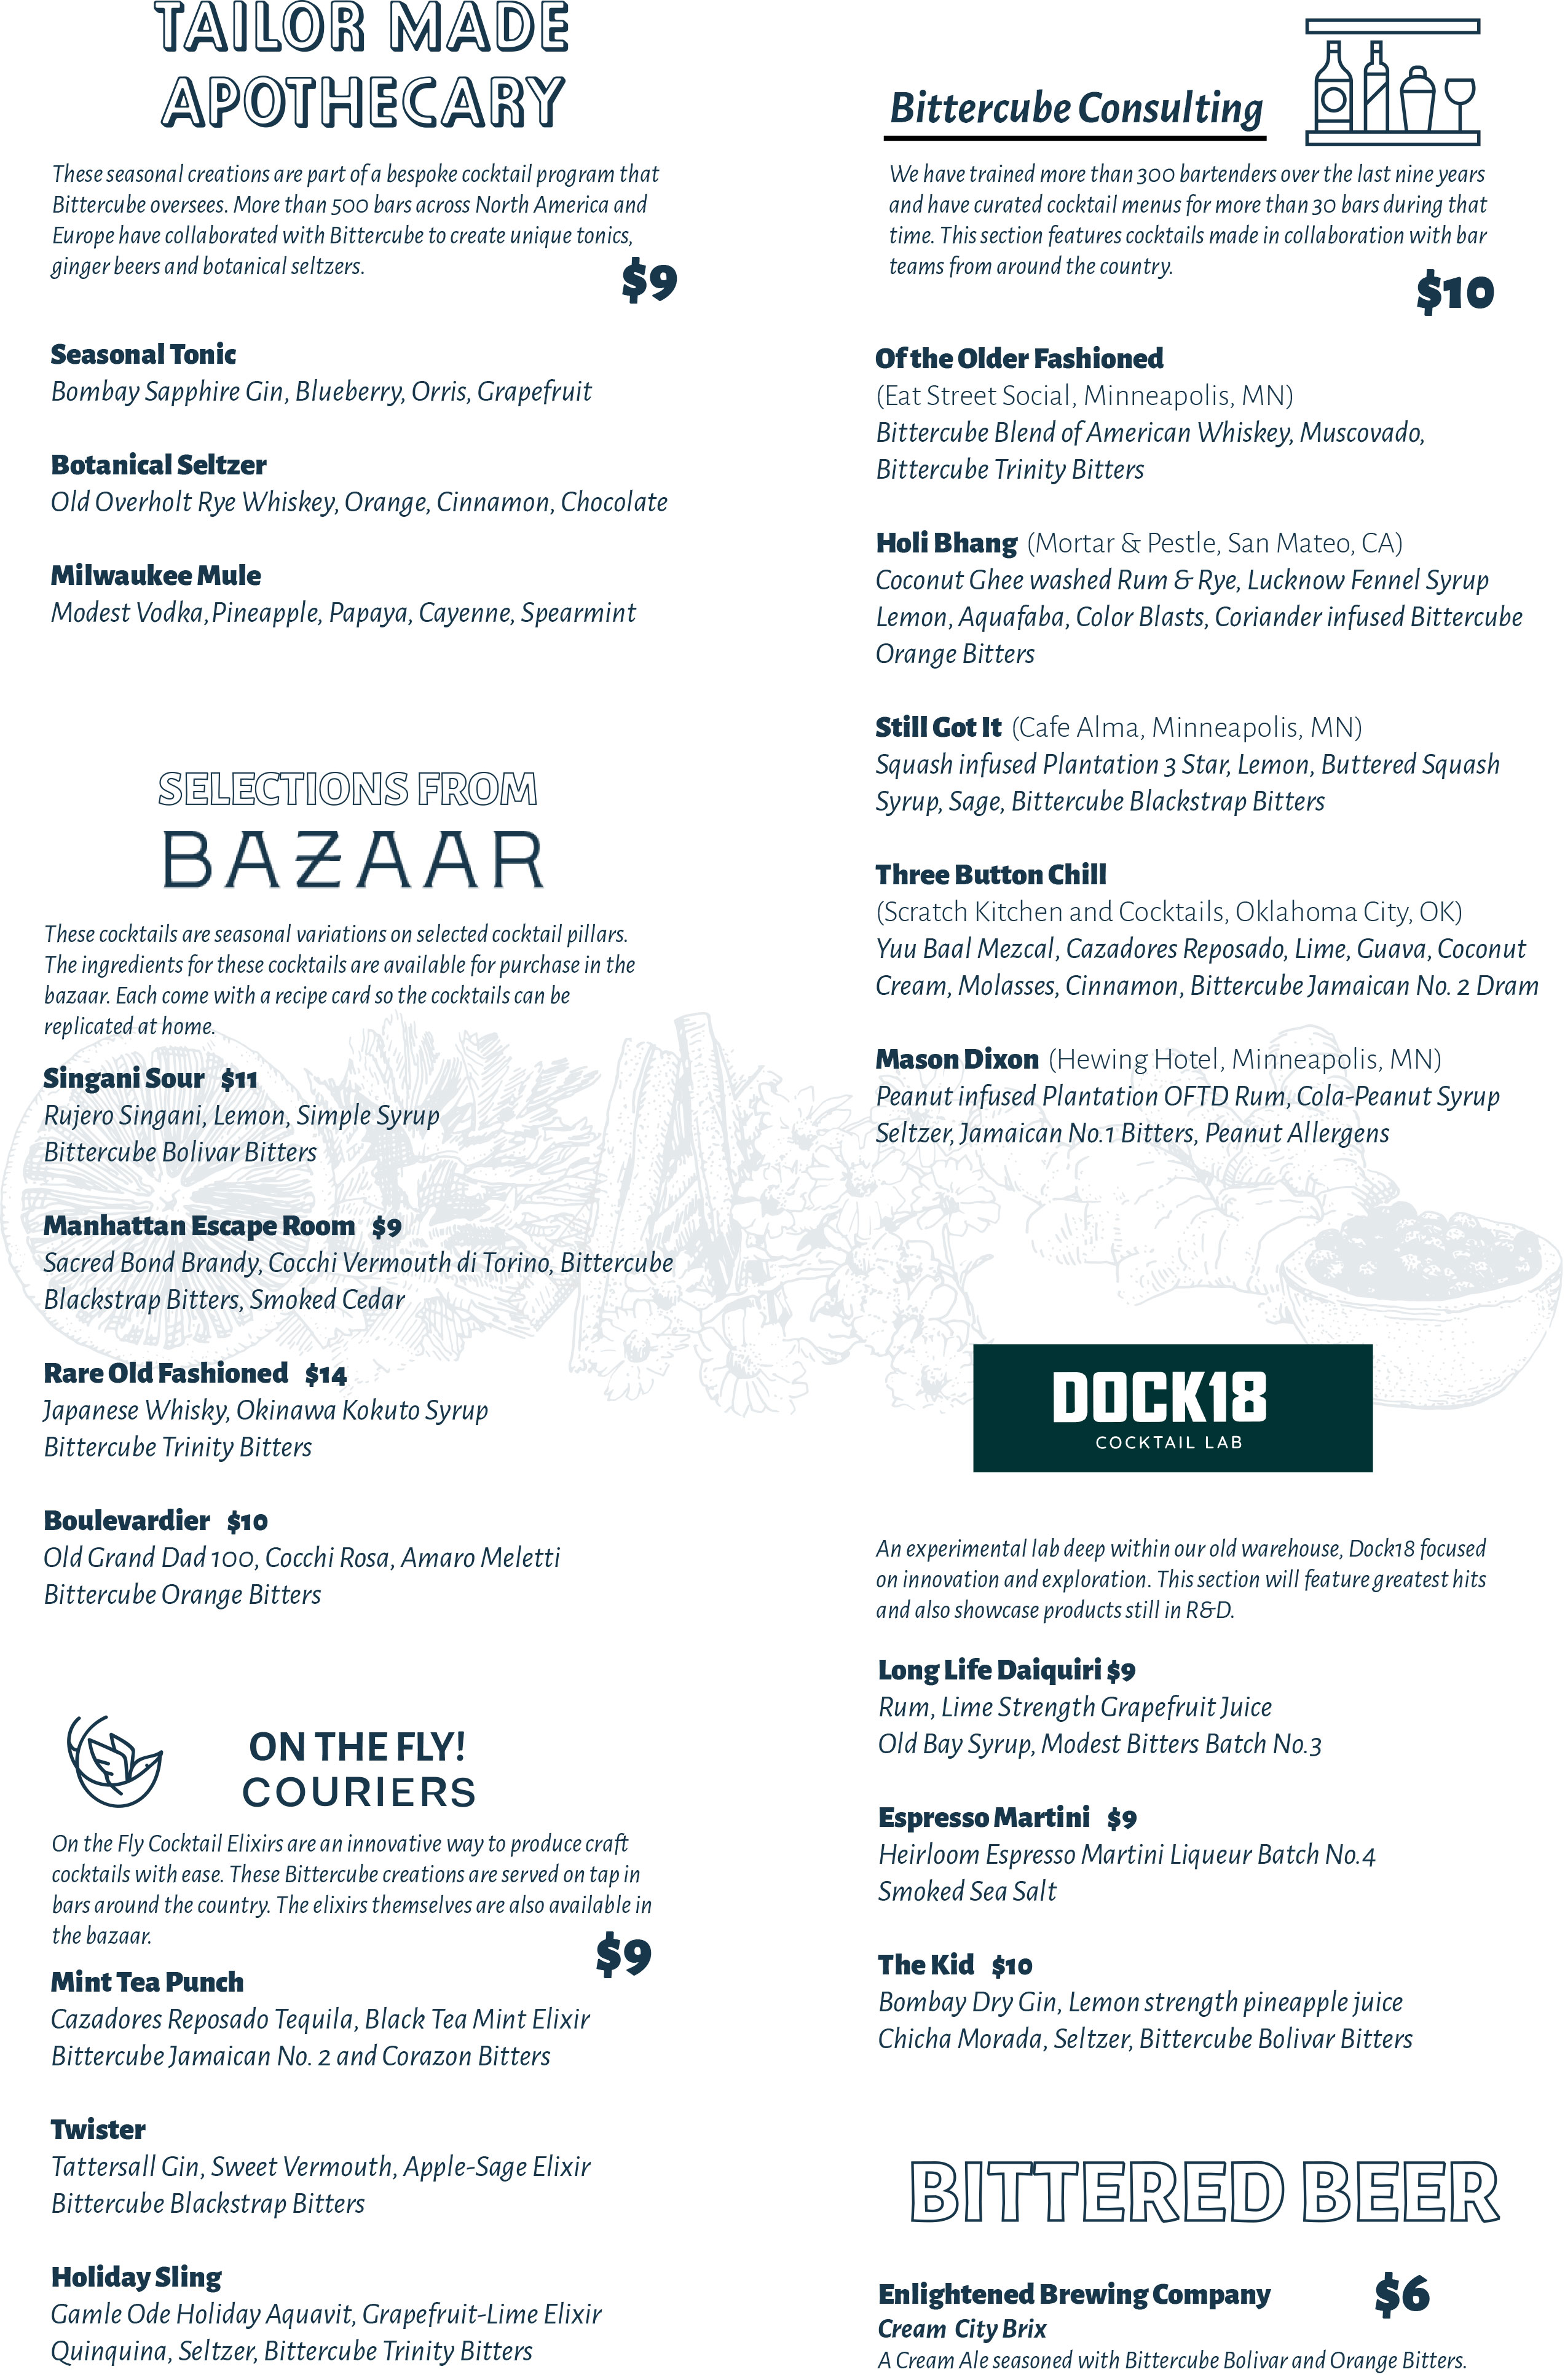 TAILOR MADE
APOTHECARY
These seasonal creations are part of a bespoke cocktail program that
Bittercube oversees. More than 500 bars across North America and
Europe have collaborated with Bittercube to create unique tonics,
ginger beers and botanical seltzers.
$9
Seasonal Tonic
Bombay Sapphire Gin, Blueberry, Orris, Grapefruit
Botanical Seltzer
Old Overholt Rye Whiskey, Orange, Cinnamon, Chocolate
Milwaukee Mule
Modest Vodka, Pineapple, Papaya, Cayenne, Spearmint
SELECTIONS FROM
BAZAAR
These cocktails are seasonal variations on selected cocktail pillars.
The ingredients for these cocktails are available for purchase in the
bazaar. Each come with a recipe card so the cocktails can be
replicated at home.
Singani Sour $11
Rujero Singani, Lemon, Simple Syrup
Bittercube Bolivar Bitters
Manhattan Escape Room $9
Sacred Bond Brandy, Cocchi Vermouth di Torino, Bittercube
Blackstrap Bitters, Smoked Cedar
Rare Old Fashioned $14
Japanese Whisky, Okinawa Kokuto Syrup
Bittercube Trinity Bitters
Boulevardier $10
Old Grand Dad 100, Cocchi Rosa, Amaro Meletti
Bittercube Orange Bitters
ON THE FLY!
COURIERS
On the Fly Cocktail Elixirs are an innovative way to produce craft
cocktails with ease. These Bittercube creations are served on tap in
bars around the country. The elixirs themselves are also available in
the bazaar.
$9
Mint Tea Punch
Cazadores Reposado Tequila, Black Tea Mint Elixir
Bittercube Jamaican No. 2 and Corazon Bitters
Twister
Tattersall Gin, Sweet Vermouth, Apple-Sage Elixir
Bittercube Blackstrap Bitters
Holiday Sling
Gamle Ode Holiday Aquavit, Grapefruit-Lime Elixir
Quinquina, Seltzer, Bittercube Trinity Bitters
Bittercube Consulting
We have trained more than 300 bartenders over the last nine years
and have curated cocktail menus for more than 30 bars during that
time. This section features cocktails made in collaboration with bar
teams from around the country.
$10
Of the Older Fashioned
(Eat Street Social, Minneapolis, MN)
Bittercube Blend of American Whiskey, Muscovado,
Bittercube Trinity Bitters
Holi Bhang (Mortar & Pestle, San Mateo, CA)
Coconut Ghee washed Rum & Rye, Lucknow Fennel Syrup
Lemon, Aquafaba, Color Blasts, Coriander infused Bittercube
Orange Bitters
Still Got It (Cafe Alma, Minneapolis, MN)
Squash infused Plantation 3 Star, Lemon, Buttered Squash
Syrup, Sage, Bittercube Blackstrap Bitters
Three Button Chill
(Scratch Kitchen and Cocktails, Oklahoma City, OK)
Yuu Baal Mezcal, Cazadores Reposado, Lime, Guava, Coconut
Cream, Molasses, Cinnamon, Bittercube Jamaican No. 2 Dram
Mason Dixon (Hewing Hotel, Minneapolis, MN)
Peanut infused Plantation OFTD Rum, Cola-Peanut Syrup
Seltzer, Jamaican No.1 Bitters, Peanut Allergens
DOCK18
COCKTAIL LAB
An experimental lab deep within our old warehouse, Dock18 focused
on innovation and exploration. This section will feature greatest hits
and also showcase products still in R&D.
Long Life Daiquiri $9
Rum, Lime Strength Grapefruit Juice
Old Bay Syrup, Modest Bitters Batch No.3
Espresso Martini $9
Heirloom Espresso Martini Liqueur Batch No.4
Smoked Sea Salt
The Kid $10
Bombay Dry Gin, Lemon strength pineapple juice
Chicha Morada, Seltzer, Bittercube Bolivar Bitters
BITTERED BEER
Enlightened Brewing Company $6
Cream City Brix
A Cream Ale seasoned with Bittercube Bolivar and Orange Bitters.